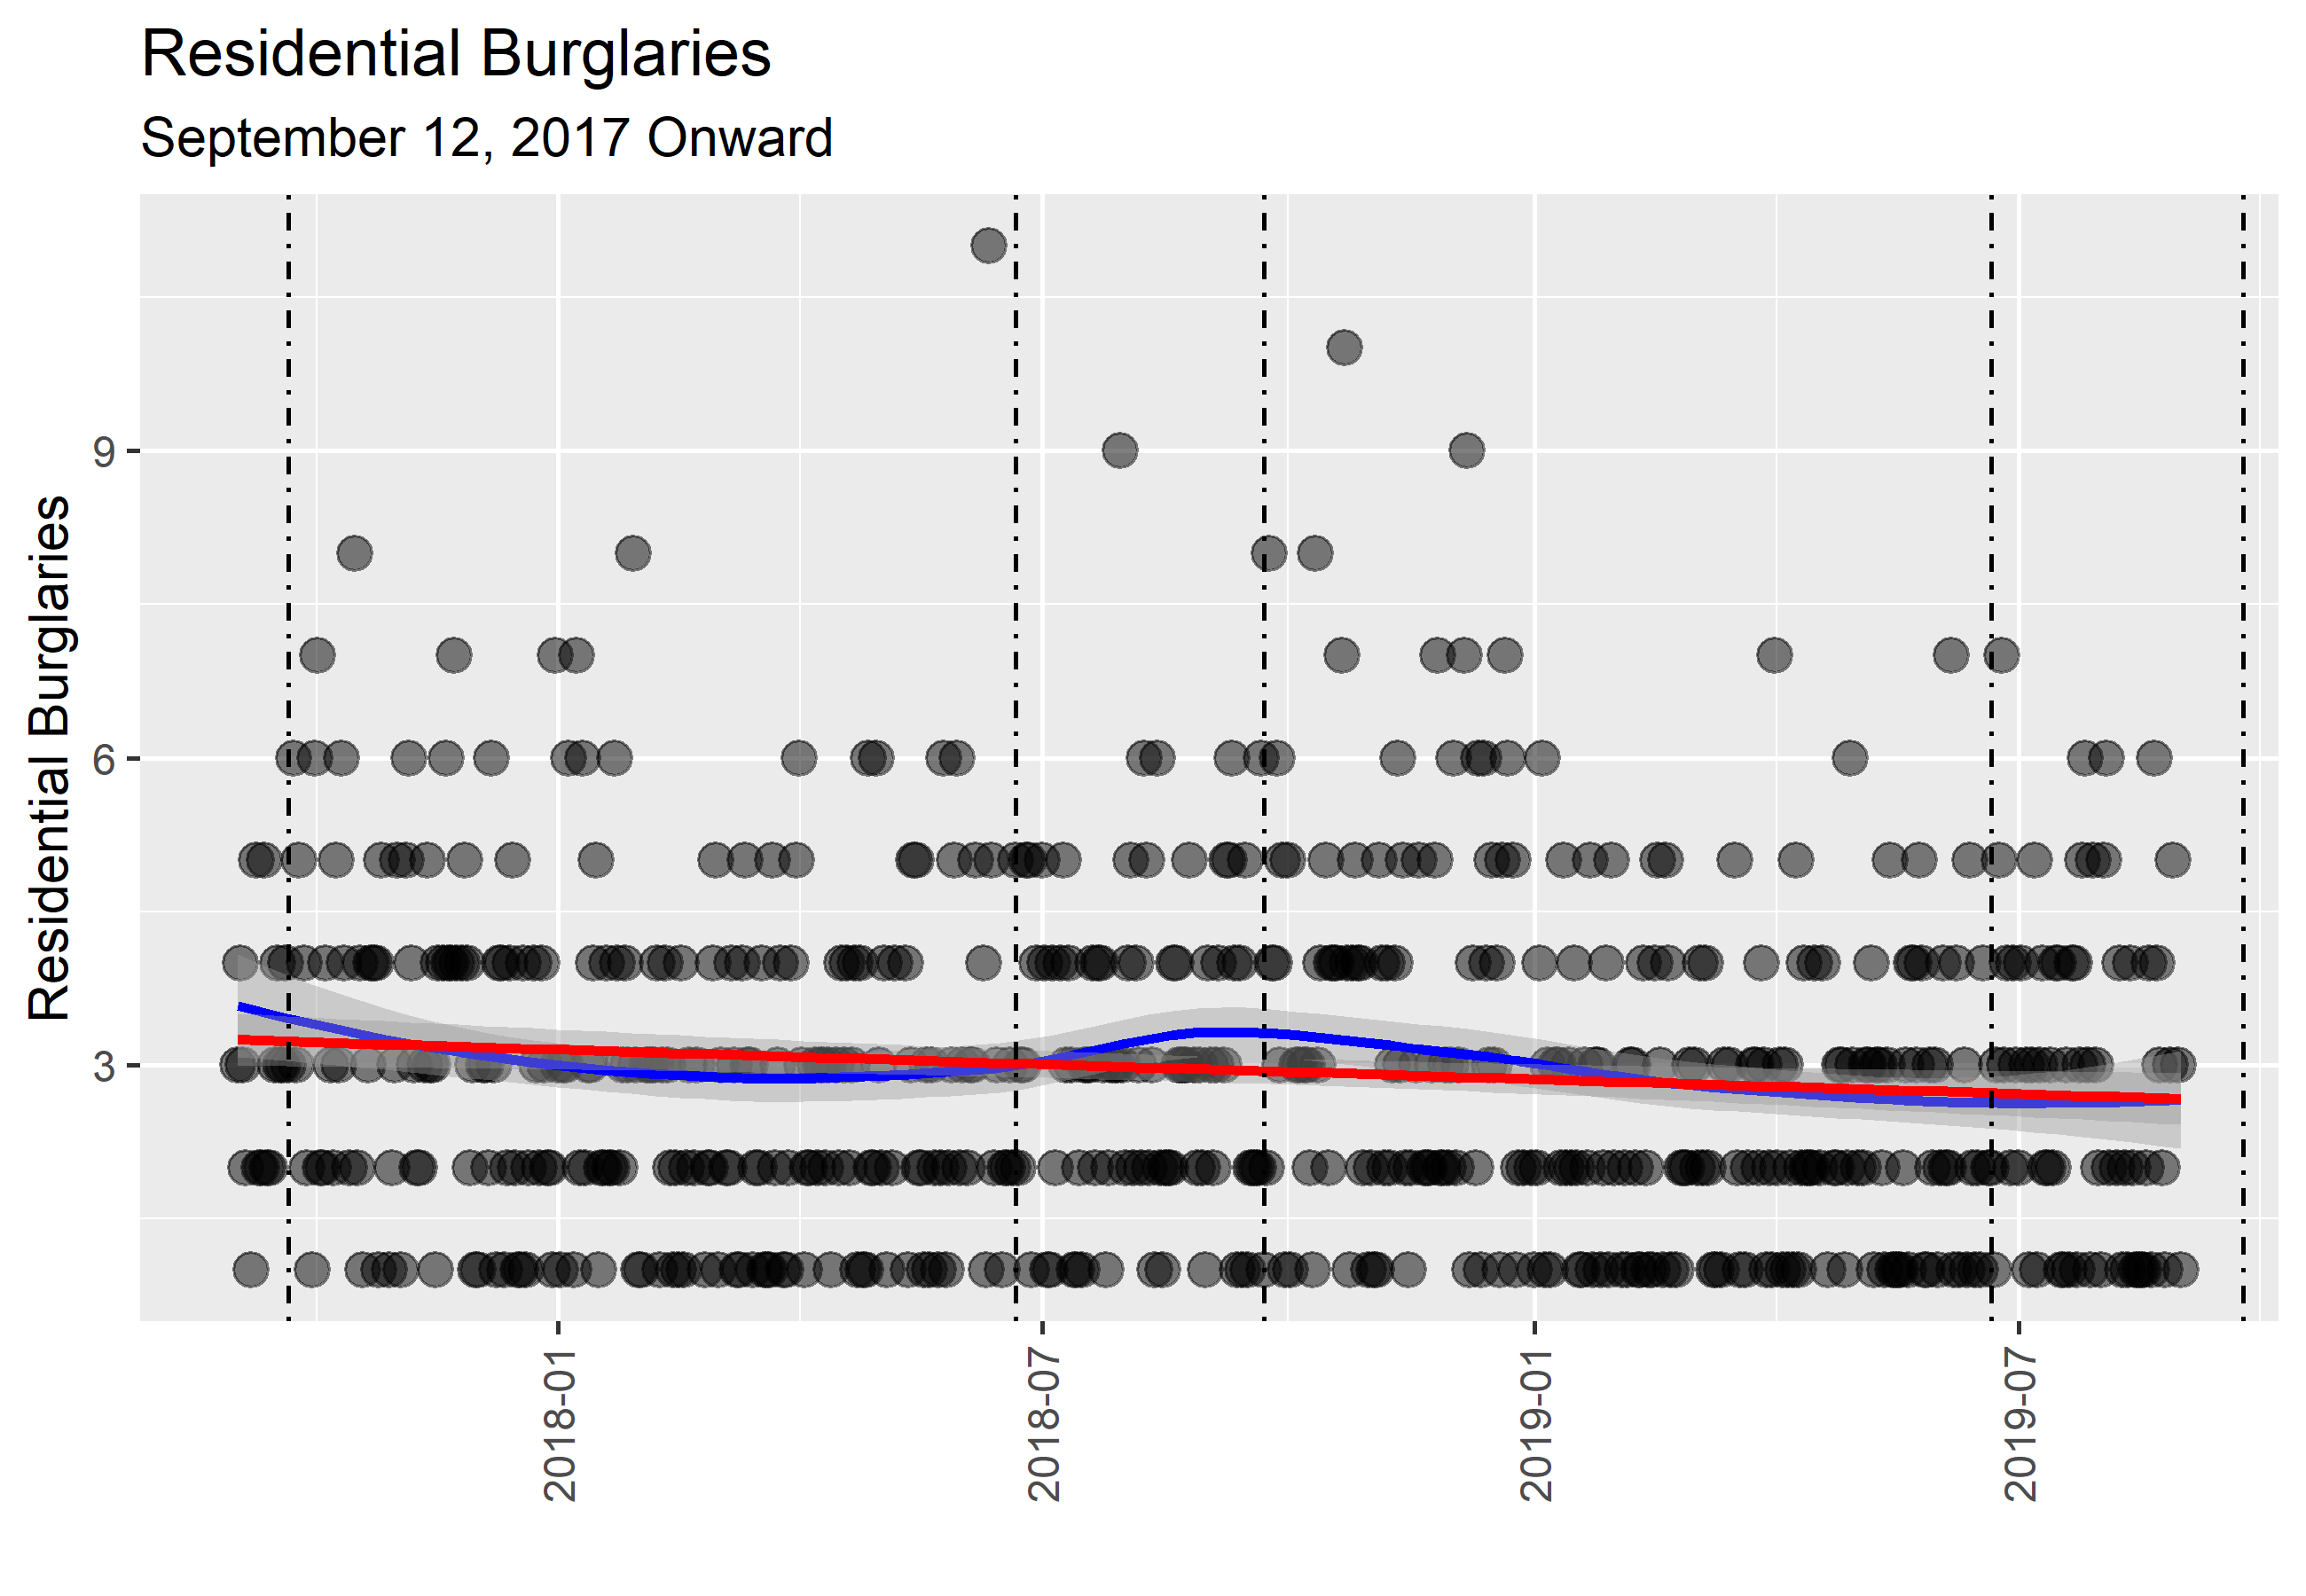 Residential Burglaries
September 12, 2017 Onward
Residential Burglaries
9
6
3
2018-01
2018-07
2019-01
2019-07